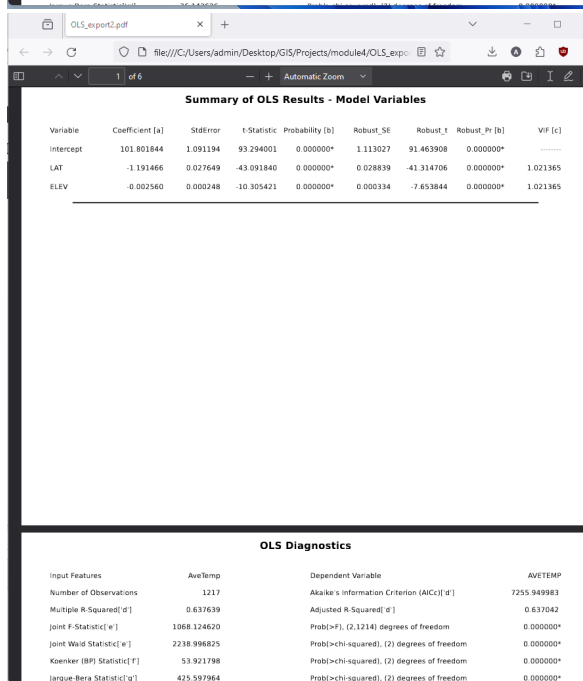 OLS_export2.pdf
file:///C:/Users/admin/Desktop/GIS/Projects/module4/OLS_expo
1 of 6 Automatic Zoom
Summary of OLS Results - Model Variables
Variable Coefficient [a] StdError t-Statistic Probability [b] Robust_SE Robust_t Robust_Pr [b] VIF [c]
Intercept 101.801844 1.091194 93.294001 0.000000* 1.113027 91.463908 0.000000* --------
LAT -1.191466 0.027649 -43.091840 0.000000* 0.028839 -41.314706 0.000000* 1.021365
ELEV -0.002560 0.000248 -10.305421 0.000000* 0.000334 -7.653844 0.000000* 1.021365
OLS Diagnostics
Input Features AveTemp Dependent Variable AVETEMP
Number of Observations 1217 Akaike's Information Criterion (AICc)['d'] 7255.949983
Multiple R-Squared['d'] 0.637639 Adjusted R-Squared['d'] 0.637042
Joint F-Statistic['e'] 1068.124620 Prob(>F), (2,1214) degrees of freedom 0.000000*
Joint Wald Statistic['e'] 2238.996825 Prob(>chi-squared), (2) degrees of freedom 0.000000*
Koenker (BP) Statistic['f'] 53.921798 Prob(>chi-squared), (2) degrees of freedom 0.000000*
Jarque-Bera Statistic['g'] 425.597964 Prob(>chi-squared), (2) degrees of freedom 0.000000*